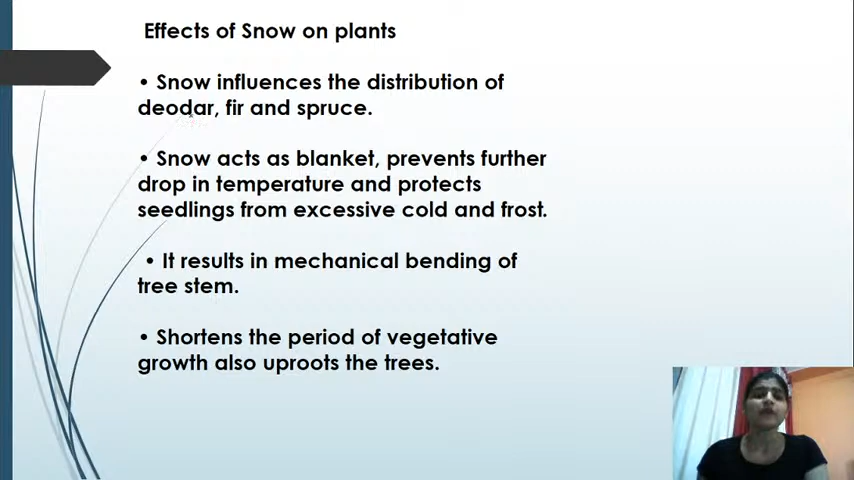 Effects of Snow on plants
• Snow influences the distribution of
deodar, fir and spruce.
• Snow acts as blanket, prevents further
drop in temperature and protects
seedlings from excessive cold and frost.
• It results in mechanical bending of
tree stem.
• Shortens the period of vegetative
growth also uproots the trees.